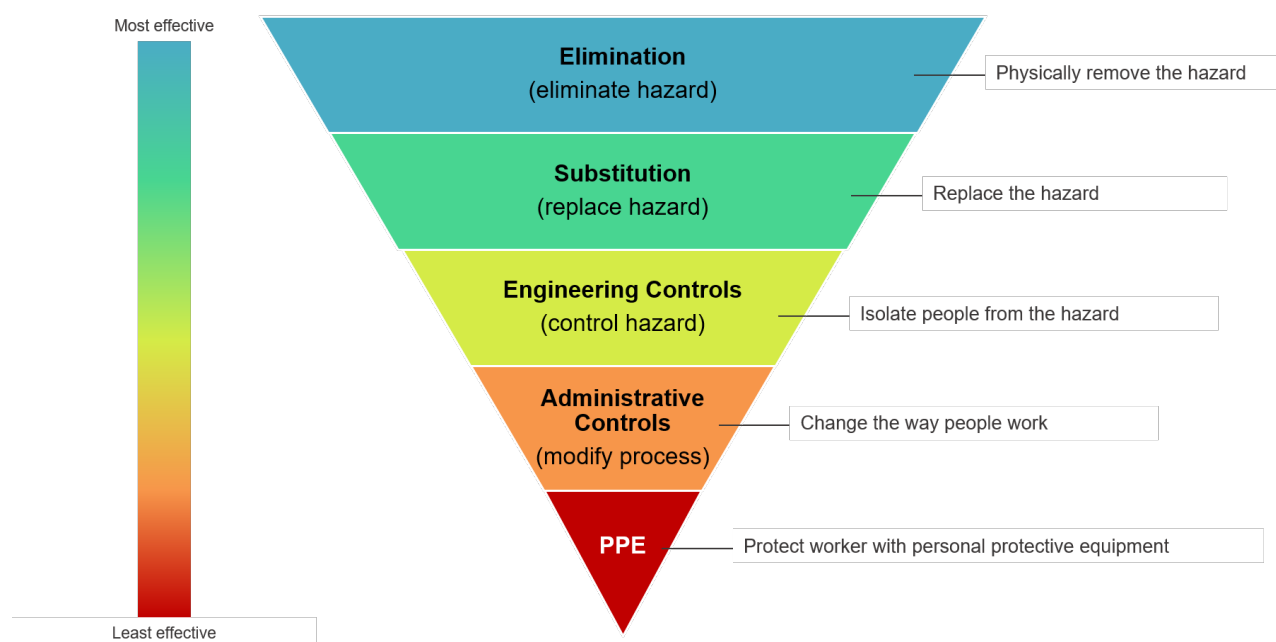 Most effective
Elimination
(eliminate hazard)
Physically remove the hazard
Substitution
(replace hazard)
Replace the hazard
Engineering Controls
(control hazard)
Isolate people from the hazard
Administrative
Controls
(modify process)
Change the way people work
PPE
Protect worker with personal protective equipment
Least effective